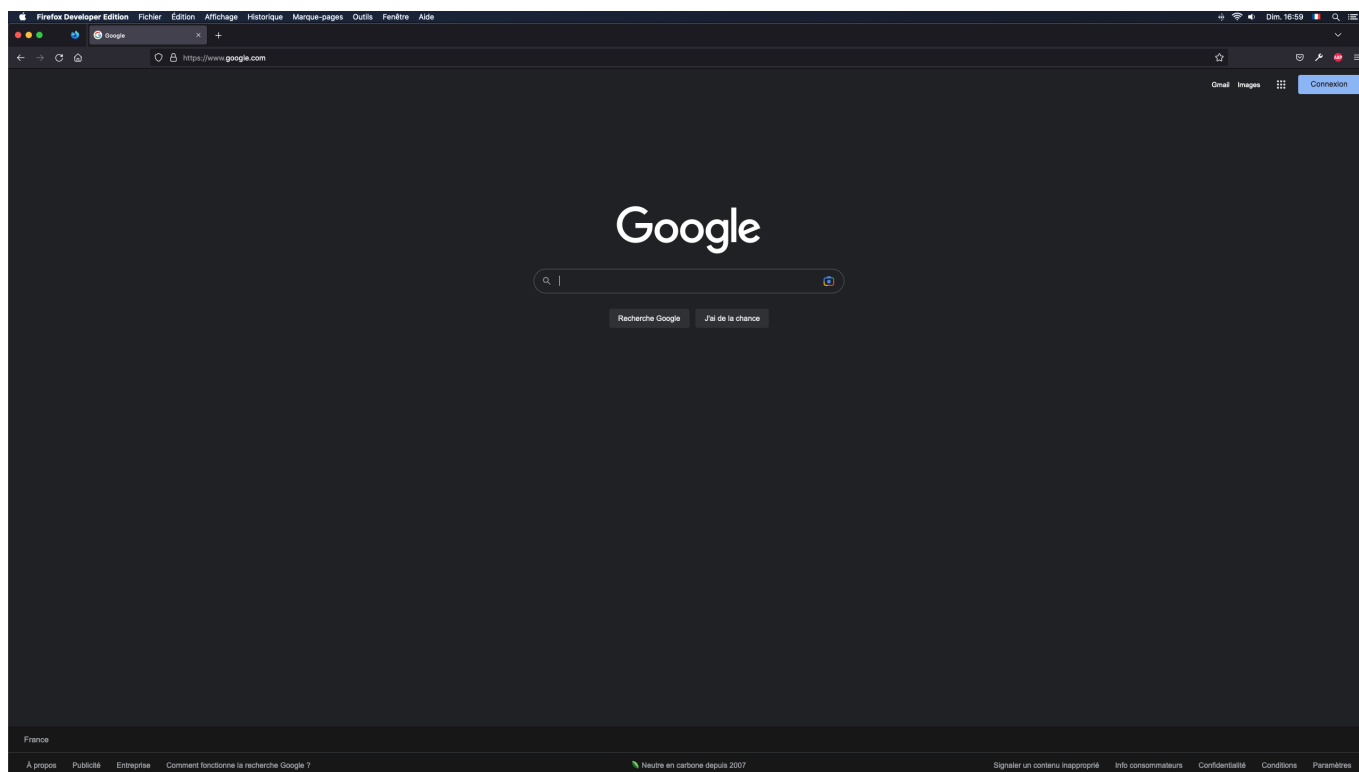 Firefox Developer Edition Fichier Édition Affichage Historique Marque-pages Outils Fenêtre Aide Dim. 16:59
Google
https://www.google.com
ABP
Gmail Images Connexion
Google
Recherche Google J'ai de la chance
France
À propos Publicité Entreprise Comment fonctionne la recherche Google ? Neutre en carbone depuis 2007 Signaler un contenu inapproprié Info consommateurs Confidentialité Conditions Paramètres